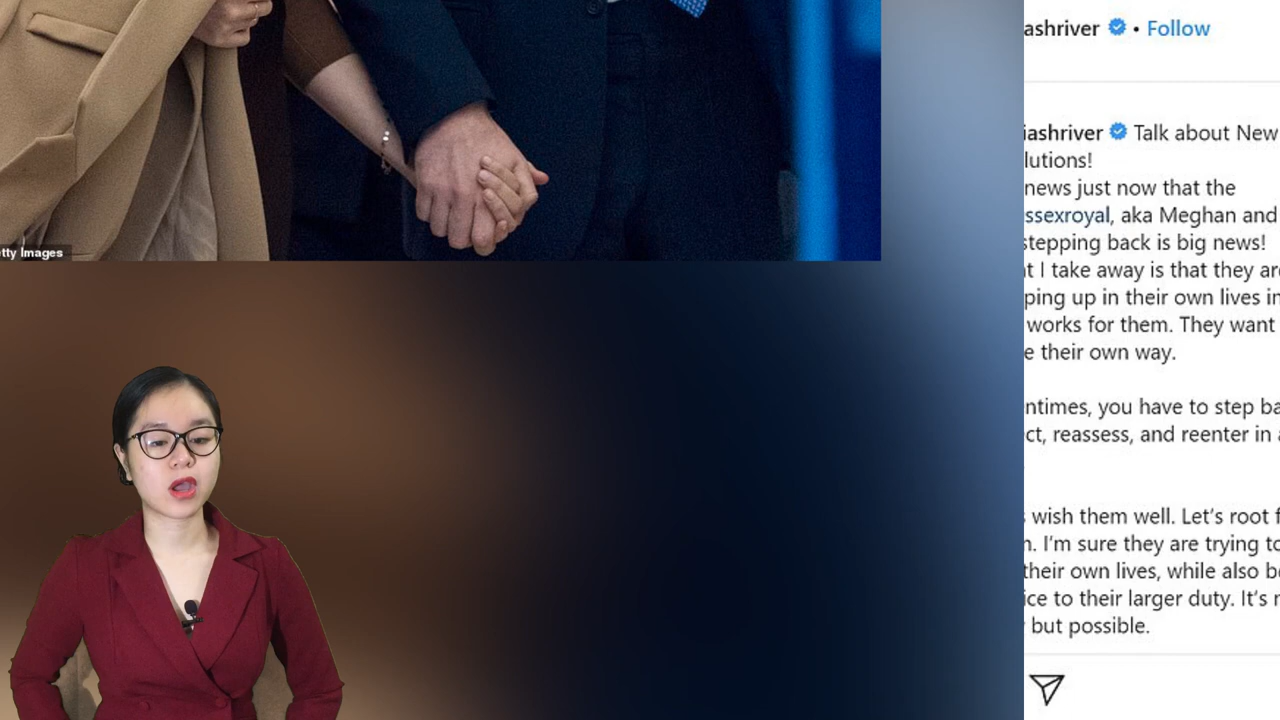 etty Images
ashriver • Follow
iashriver Talk about New
lutions!
news just now that the
ssexroyal, aka Meghan and
stepping back is big news!
t I take away is that they are
ping up in their own lives in
works for them. They want
e their own way.
ntimes, you have to step ba
ct, reassess, and reenter in a
s wish them well. Let's root f
n. I'm sure they are trying to
their own lives, while also be
ice to their larger duty. It's n
but possible.